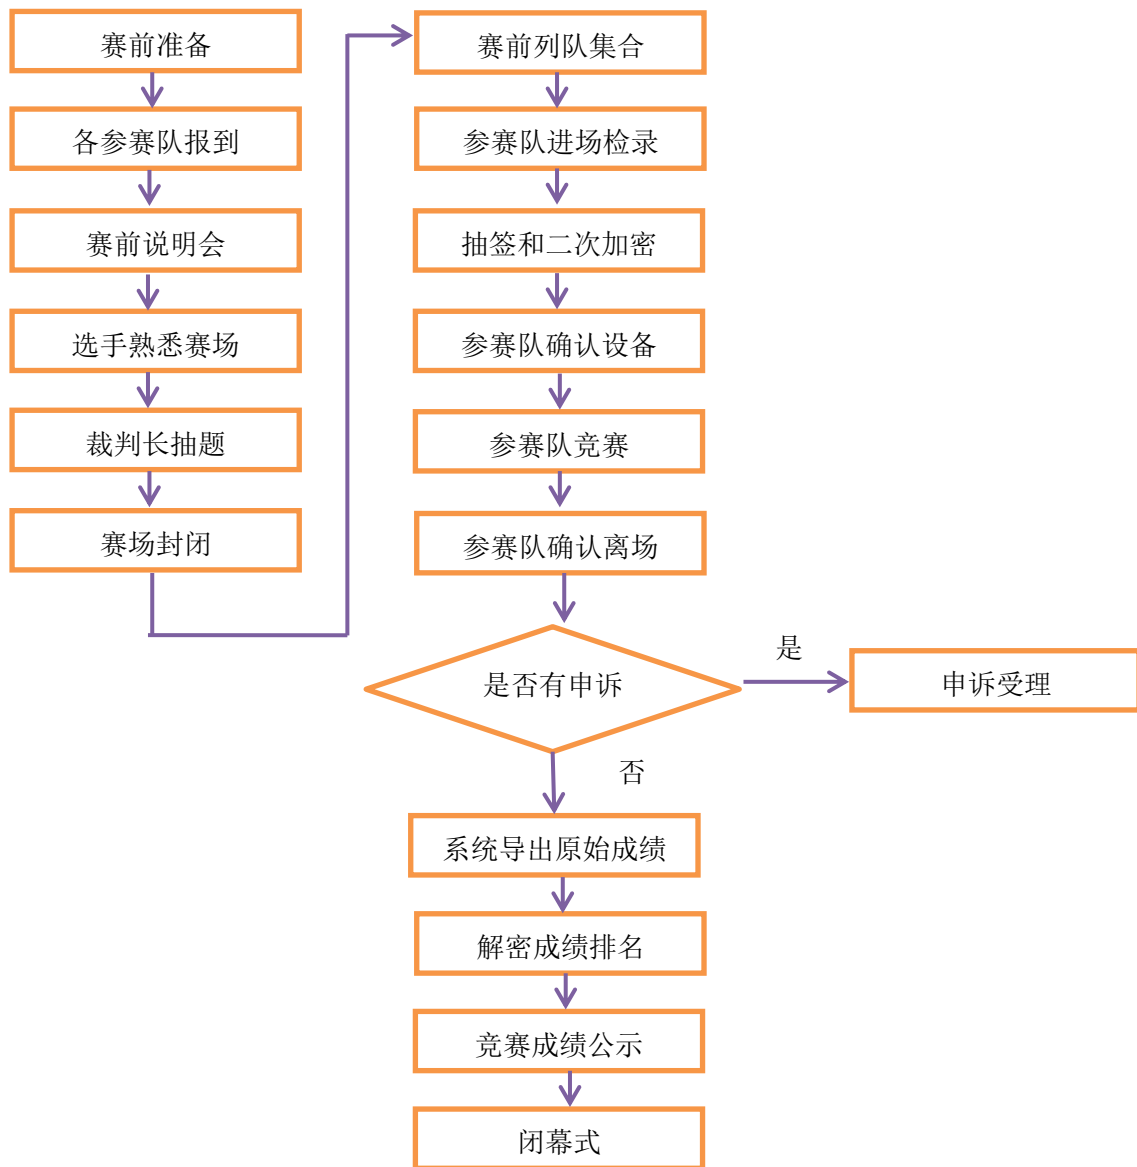 赛前准备
各参赛队报到
赛前说明会
选手熟悉赛场
裁判长抽题
赛场封闭
赛前列队集合
参赛队进场检录
抽签和二次加密
参赛队确认设备
参赛队竞赛
参赛队确认离场
是否有申诉
是
申诉受理
否
系统导出原始成绩
解密成绩排名
竞赛成绩公示
闭幕式